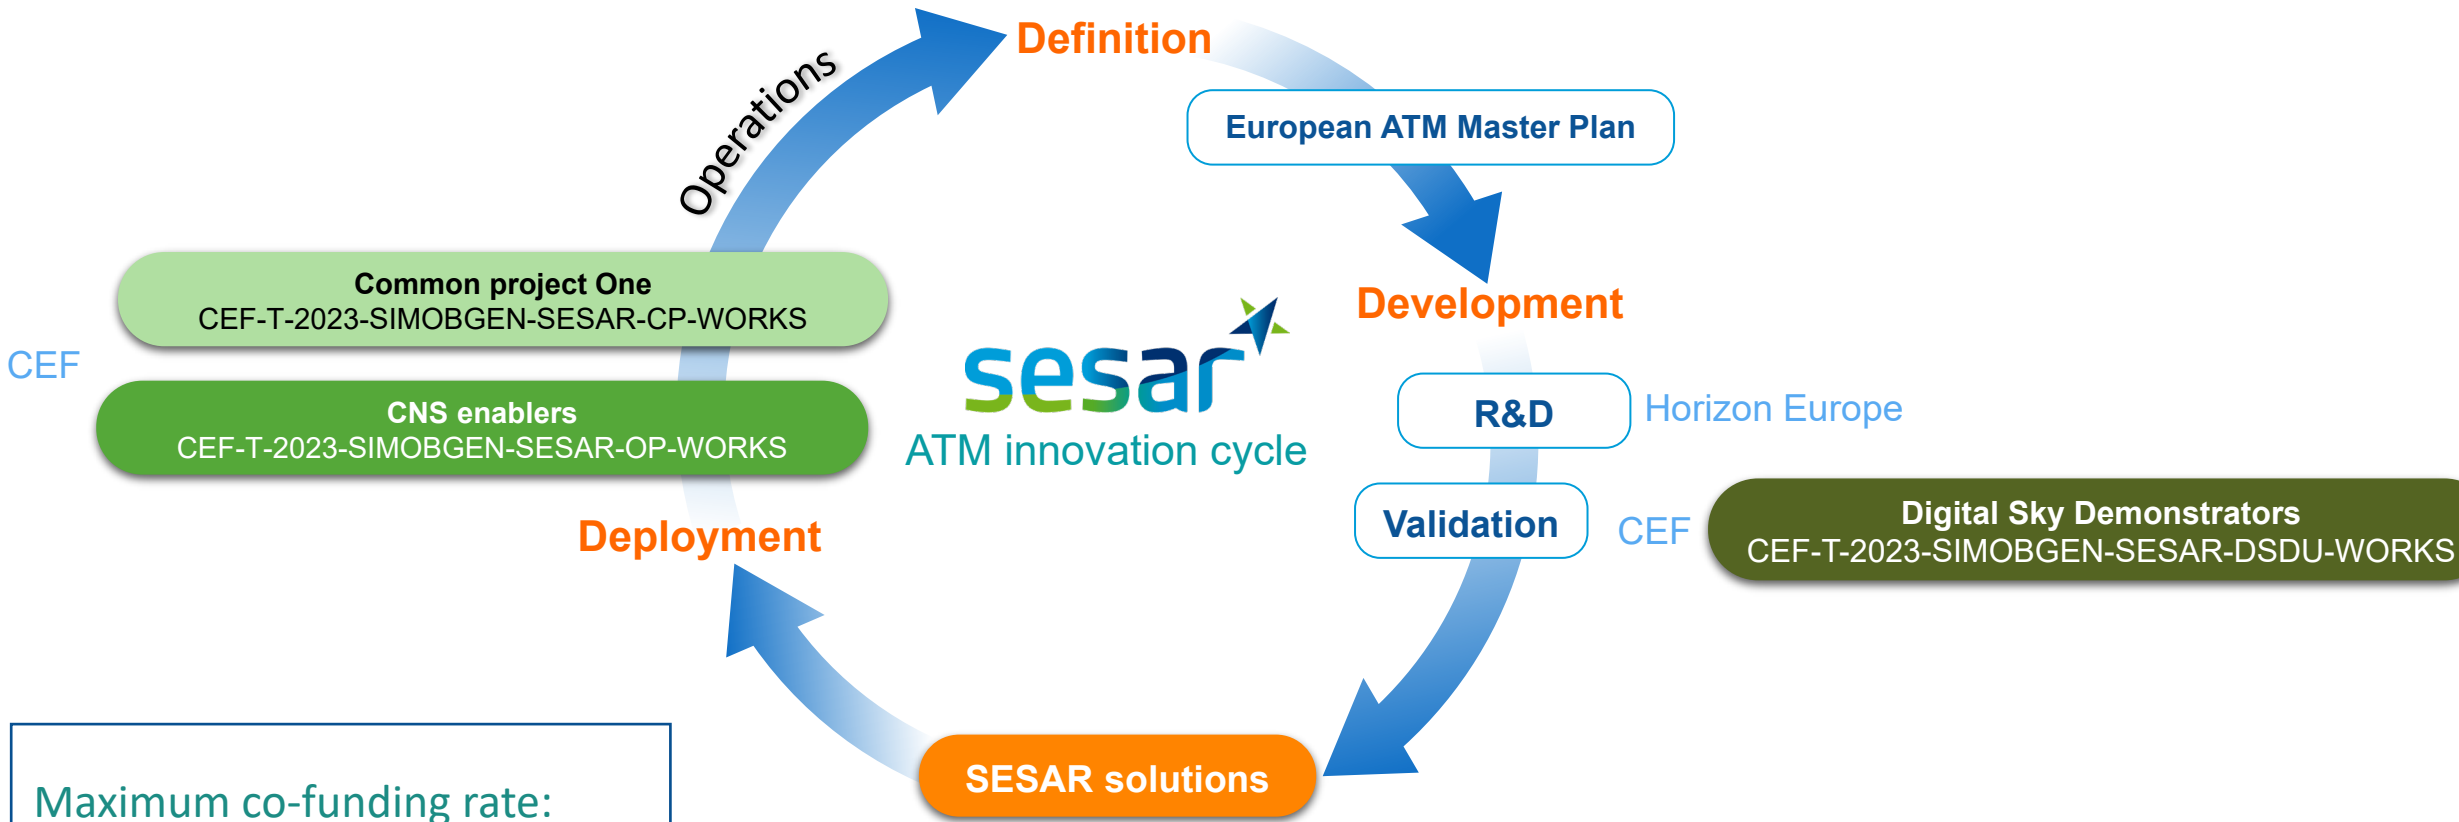 Definition
Operations
European ATM Master Plan
Common project One
CEF-T-2023-SIMOBGEN-SESAR-CP-WORKS
Development
CEF
sesar
ATM innovation cycle
CNS enablers
CEF-T-2023-SIMOBGEN-SESAR-OP-WORKS
R&D
Horizon Europe
Validation
CEF
Digital Sky Demonstrators
CEF-T-2023-SIMOBGEN-SESAR-DSDU-WORKS
Deployment
SESAR solutions
Maximum co-funding rate: